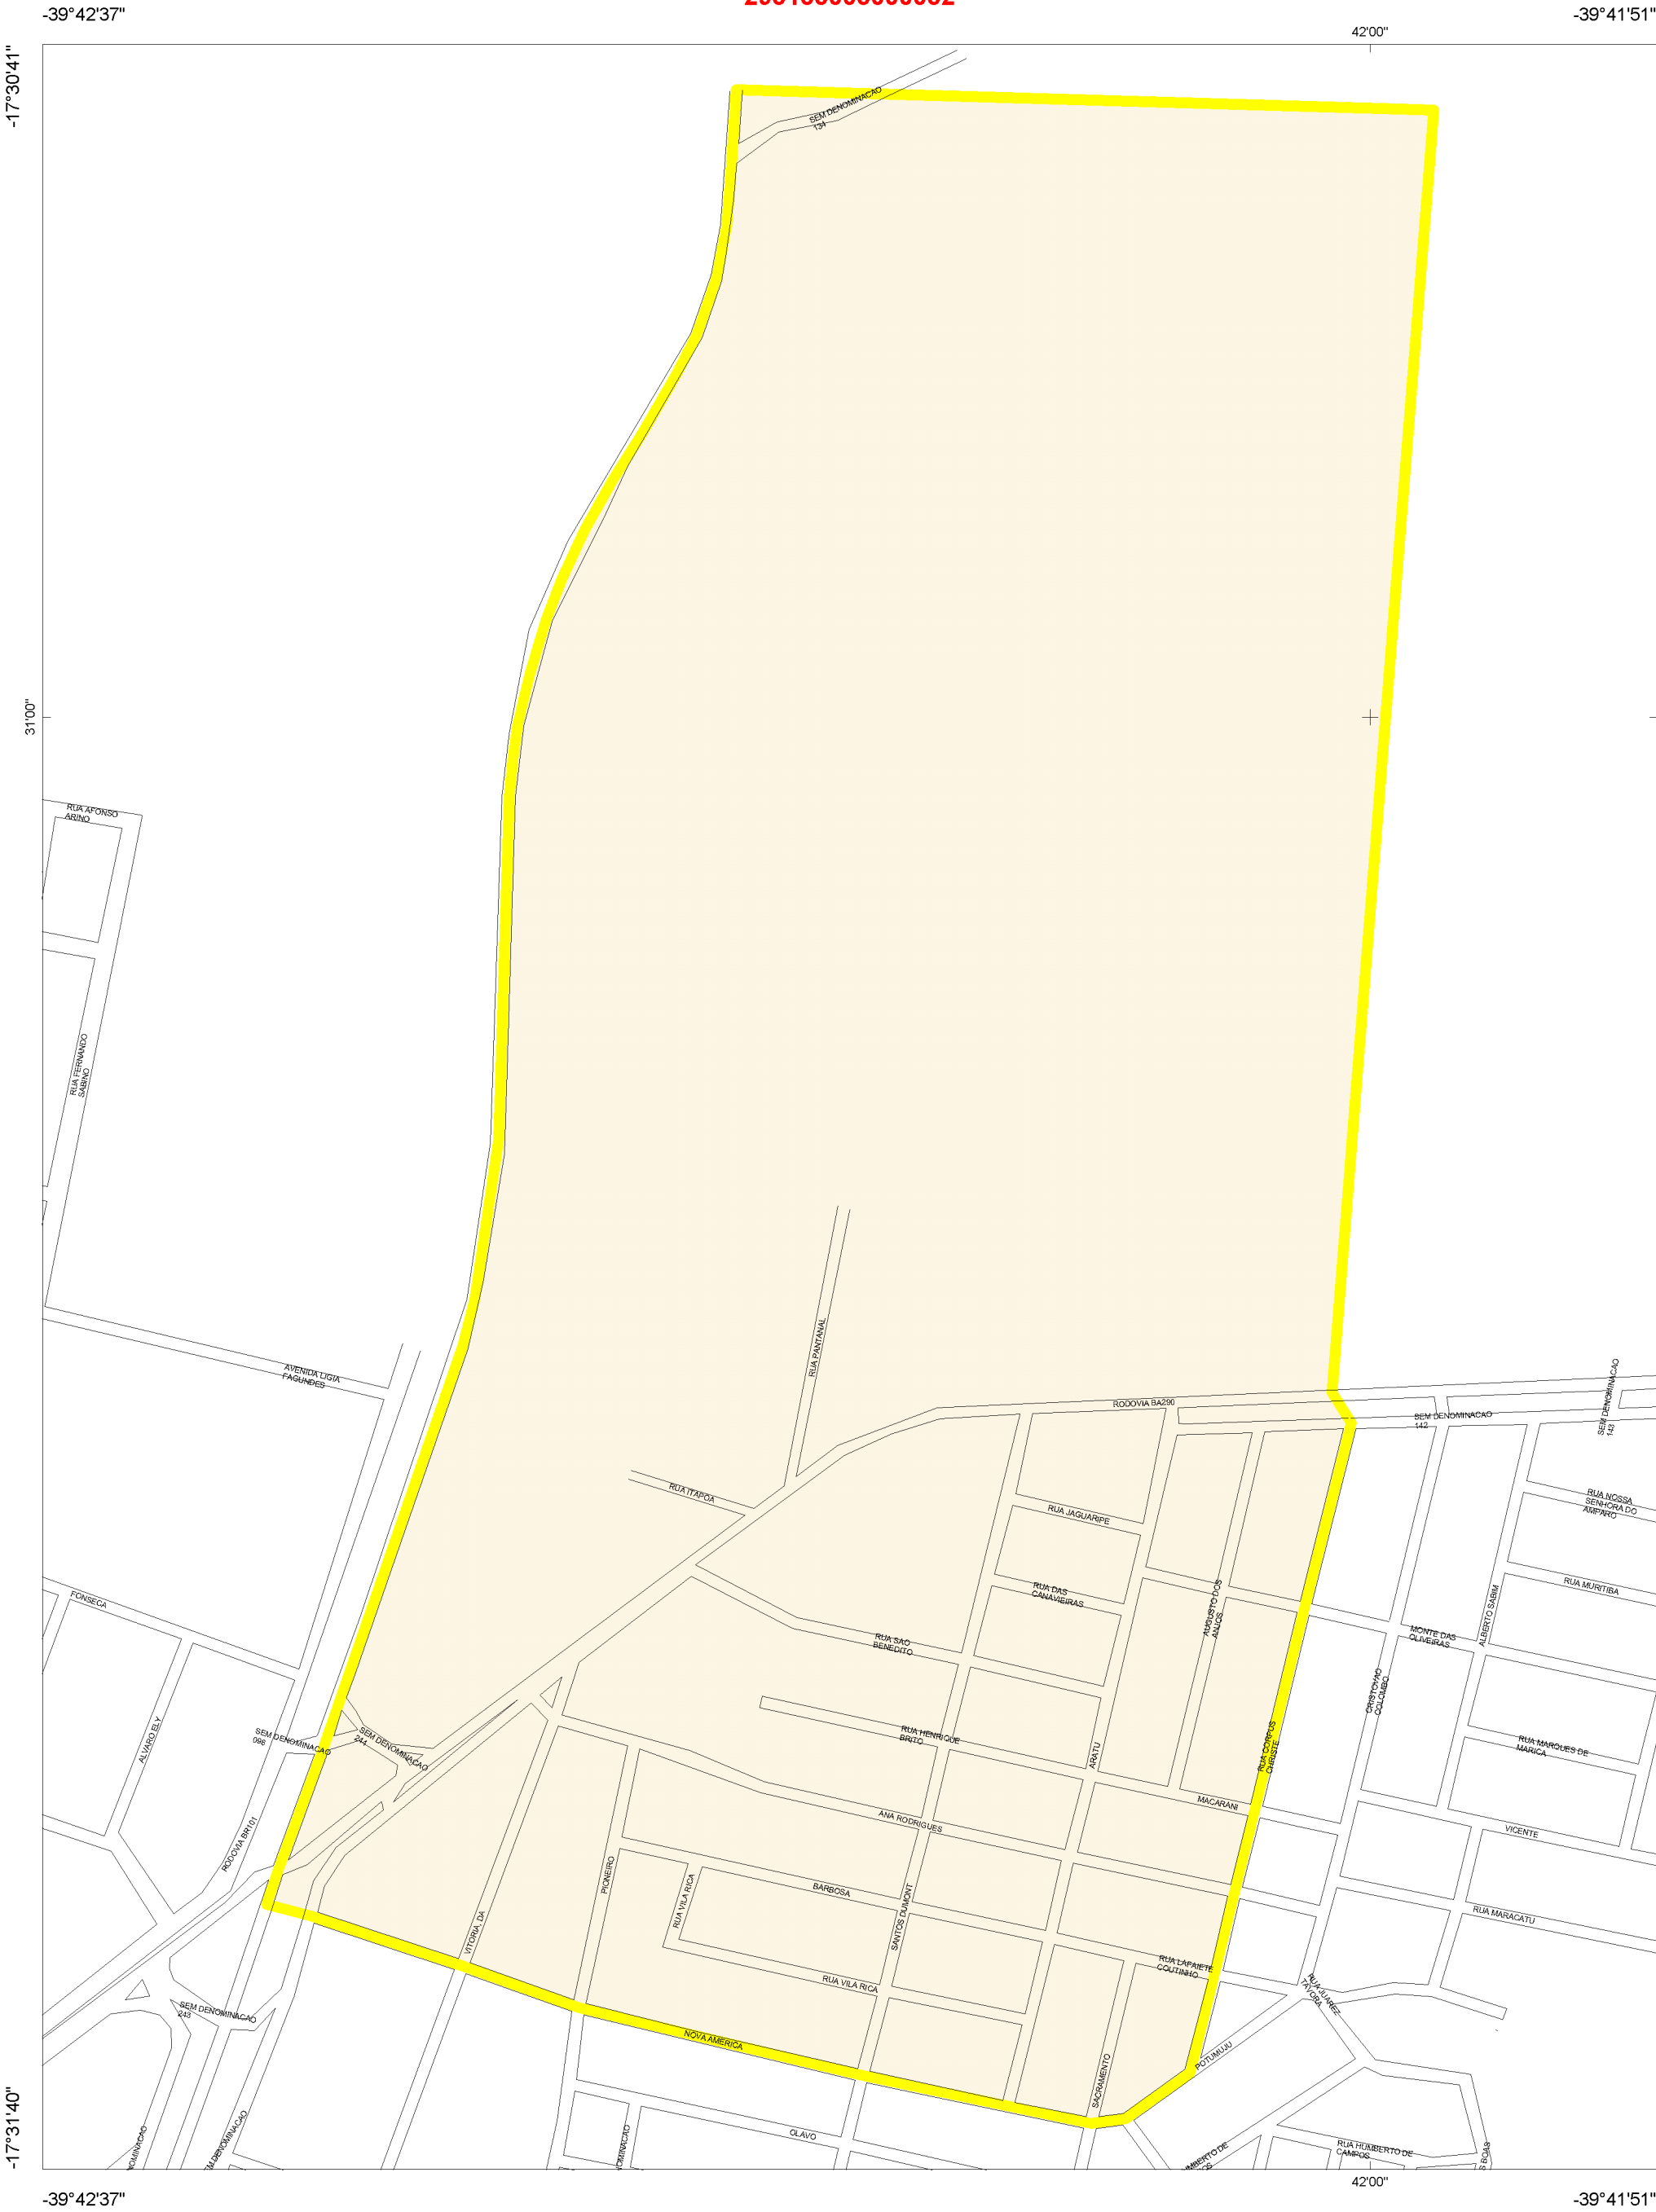 -39°42'37"
-39°41'51"
42'00"
-17°30'41"
SEM DENOMINACAO
134
31'00"
RUA AFONSO
ARINO
RUA FERNANDO
SABINO
AVENIDA LIGIA
FAGUNDES
RUA PANTANAL
RODOVIA BA290
SEM DENOMINACAO
142
SEM DENOMINACAO
143
RUA ITAPOA
RUA JAGUARIPE
RUA NOSSA
SENHORA DO
AMPARO
FONSECA
RUA DAS
CANAVIEIRAS
AUGUSTO DOS
ANJOS
RUA MURITIBA
ALBERTO SABIM
MONTE DAS
OLIVEIRAS
RUA SAO
BENEDITO
CRISTOVAO
COLOMBO
ALVARO ELY
SEM DENOMINACAO
098
SEM DENOMINACAO
244
RUA HENRIQUE
BRITO
ARATU
RUA CORPUS
CHRISTE
RUA MARQUES DE
MARICA
MACARANI
ANA RODRIGUES
VICENTE
RODOVIA BR101
PIONEIRO
BARBOSA
RUA VILA RICA
SANTOS DUMONT
VITORIA, DA
RUA MARACATU
RUA LAFAIETE
COUTINHO
RUA VILA RICA
RUA JUAREZ
TAVORA
SEM DENOMINACAO
243
NOVA AMERICA
POTUMUJU
SACRAMENTO
OLAVO
RUA HUMBERTO DE
CAMPOS
-17°31'40"
42'00"
-39°42'37"
-39°41'51"